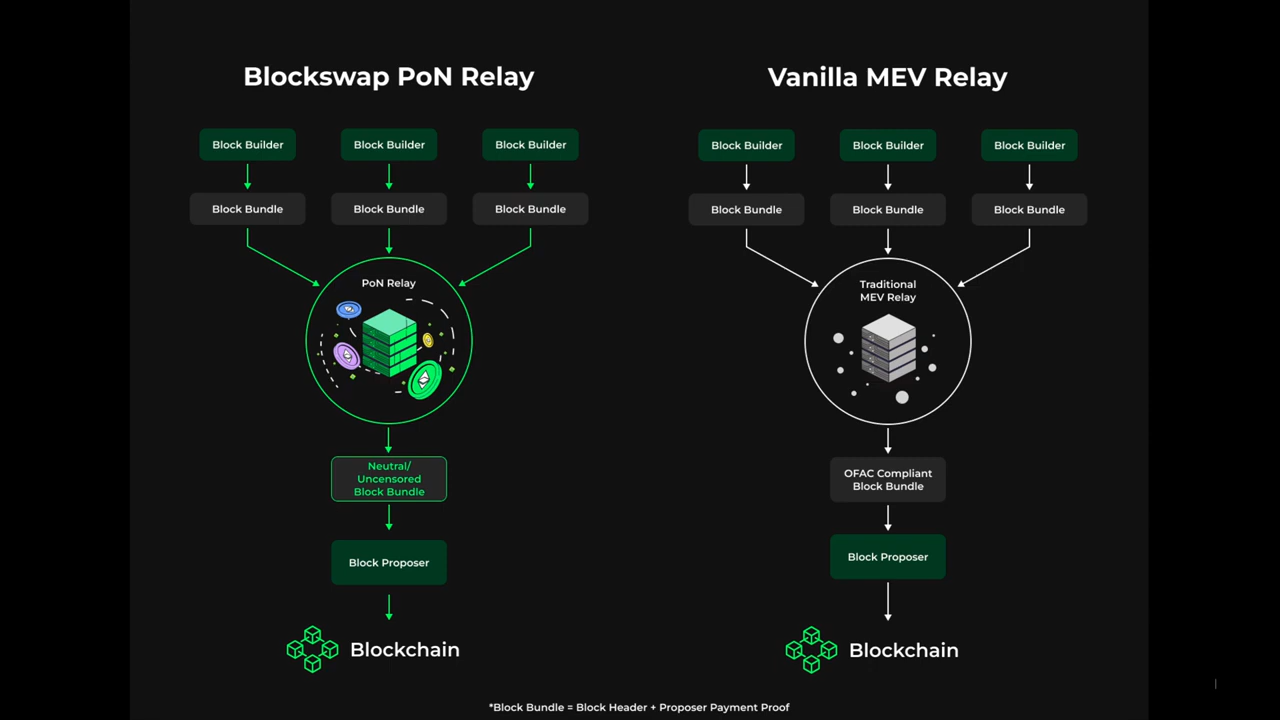 Blockswap PoN Relay
Block Builder
Block Builder
Block Builder
Block Bundle
Block Bundle
Block Bundle
PoN Relay
Neutral/
Uncensored
Block Bundle
Block Proposer
Blockchain
Vanilla MEV Relay
Block Builder
Block Builder
Block Builder
Block Bundle
Block Bundle
Block Bundle
Traditional
MEV Relay
OFAC Compliant
Block Bundle
Block Proposer
Blockchain
*Block Bundle = Block Header + Proposer Payment Proof